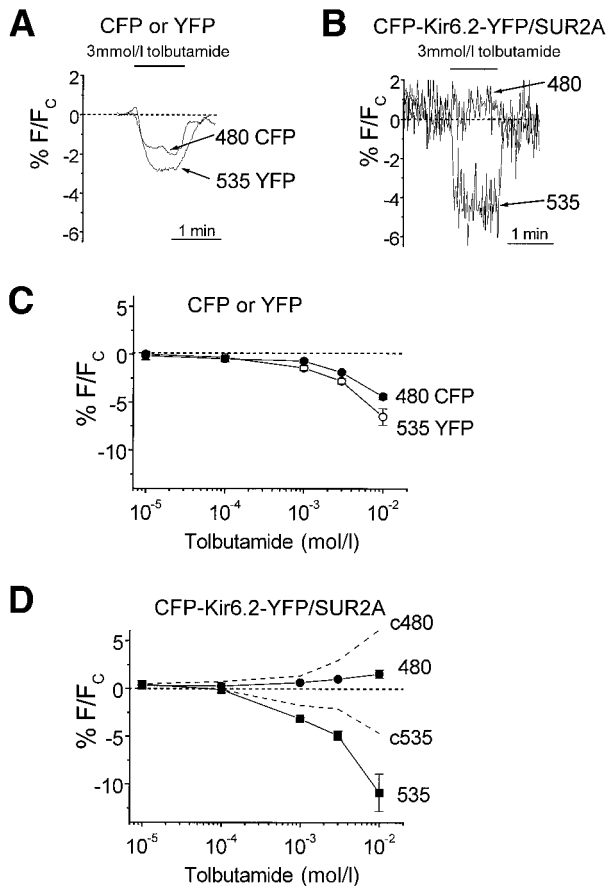 A
CFP or YFP
3mmol/l tolbutamide
2
0
-2
-4
-6
% F/FC
480 CFP
535 YFP
1 min
B
CFP-Kir6.2-YFP/SUR2A
3mmol/l tolbutamide
2
0
-2
-4
-6
% F/FC
480
535
1 min
C
CFP or YFP
5
0
-5
-10
% F/FC
480 CFP
535 YFP
10-5 10-4 10-3 10-2
Tolbutamide (mol/l)
D
CFP-Kir6.2-YFP/SUR2A
5
0
-5
-10
% F/FC
c480
480
c535
535
10-5 10-4 10-3 10-2
Tolbutamide (mol/l)